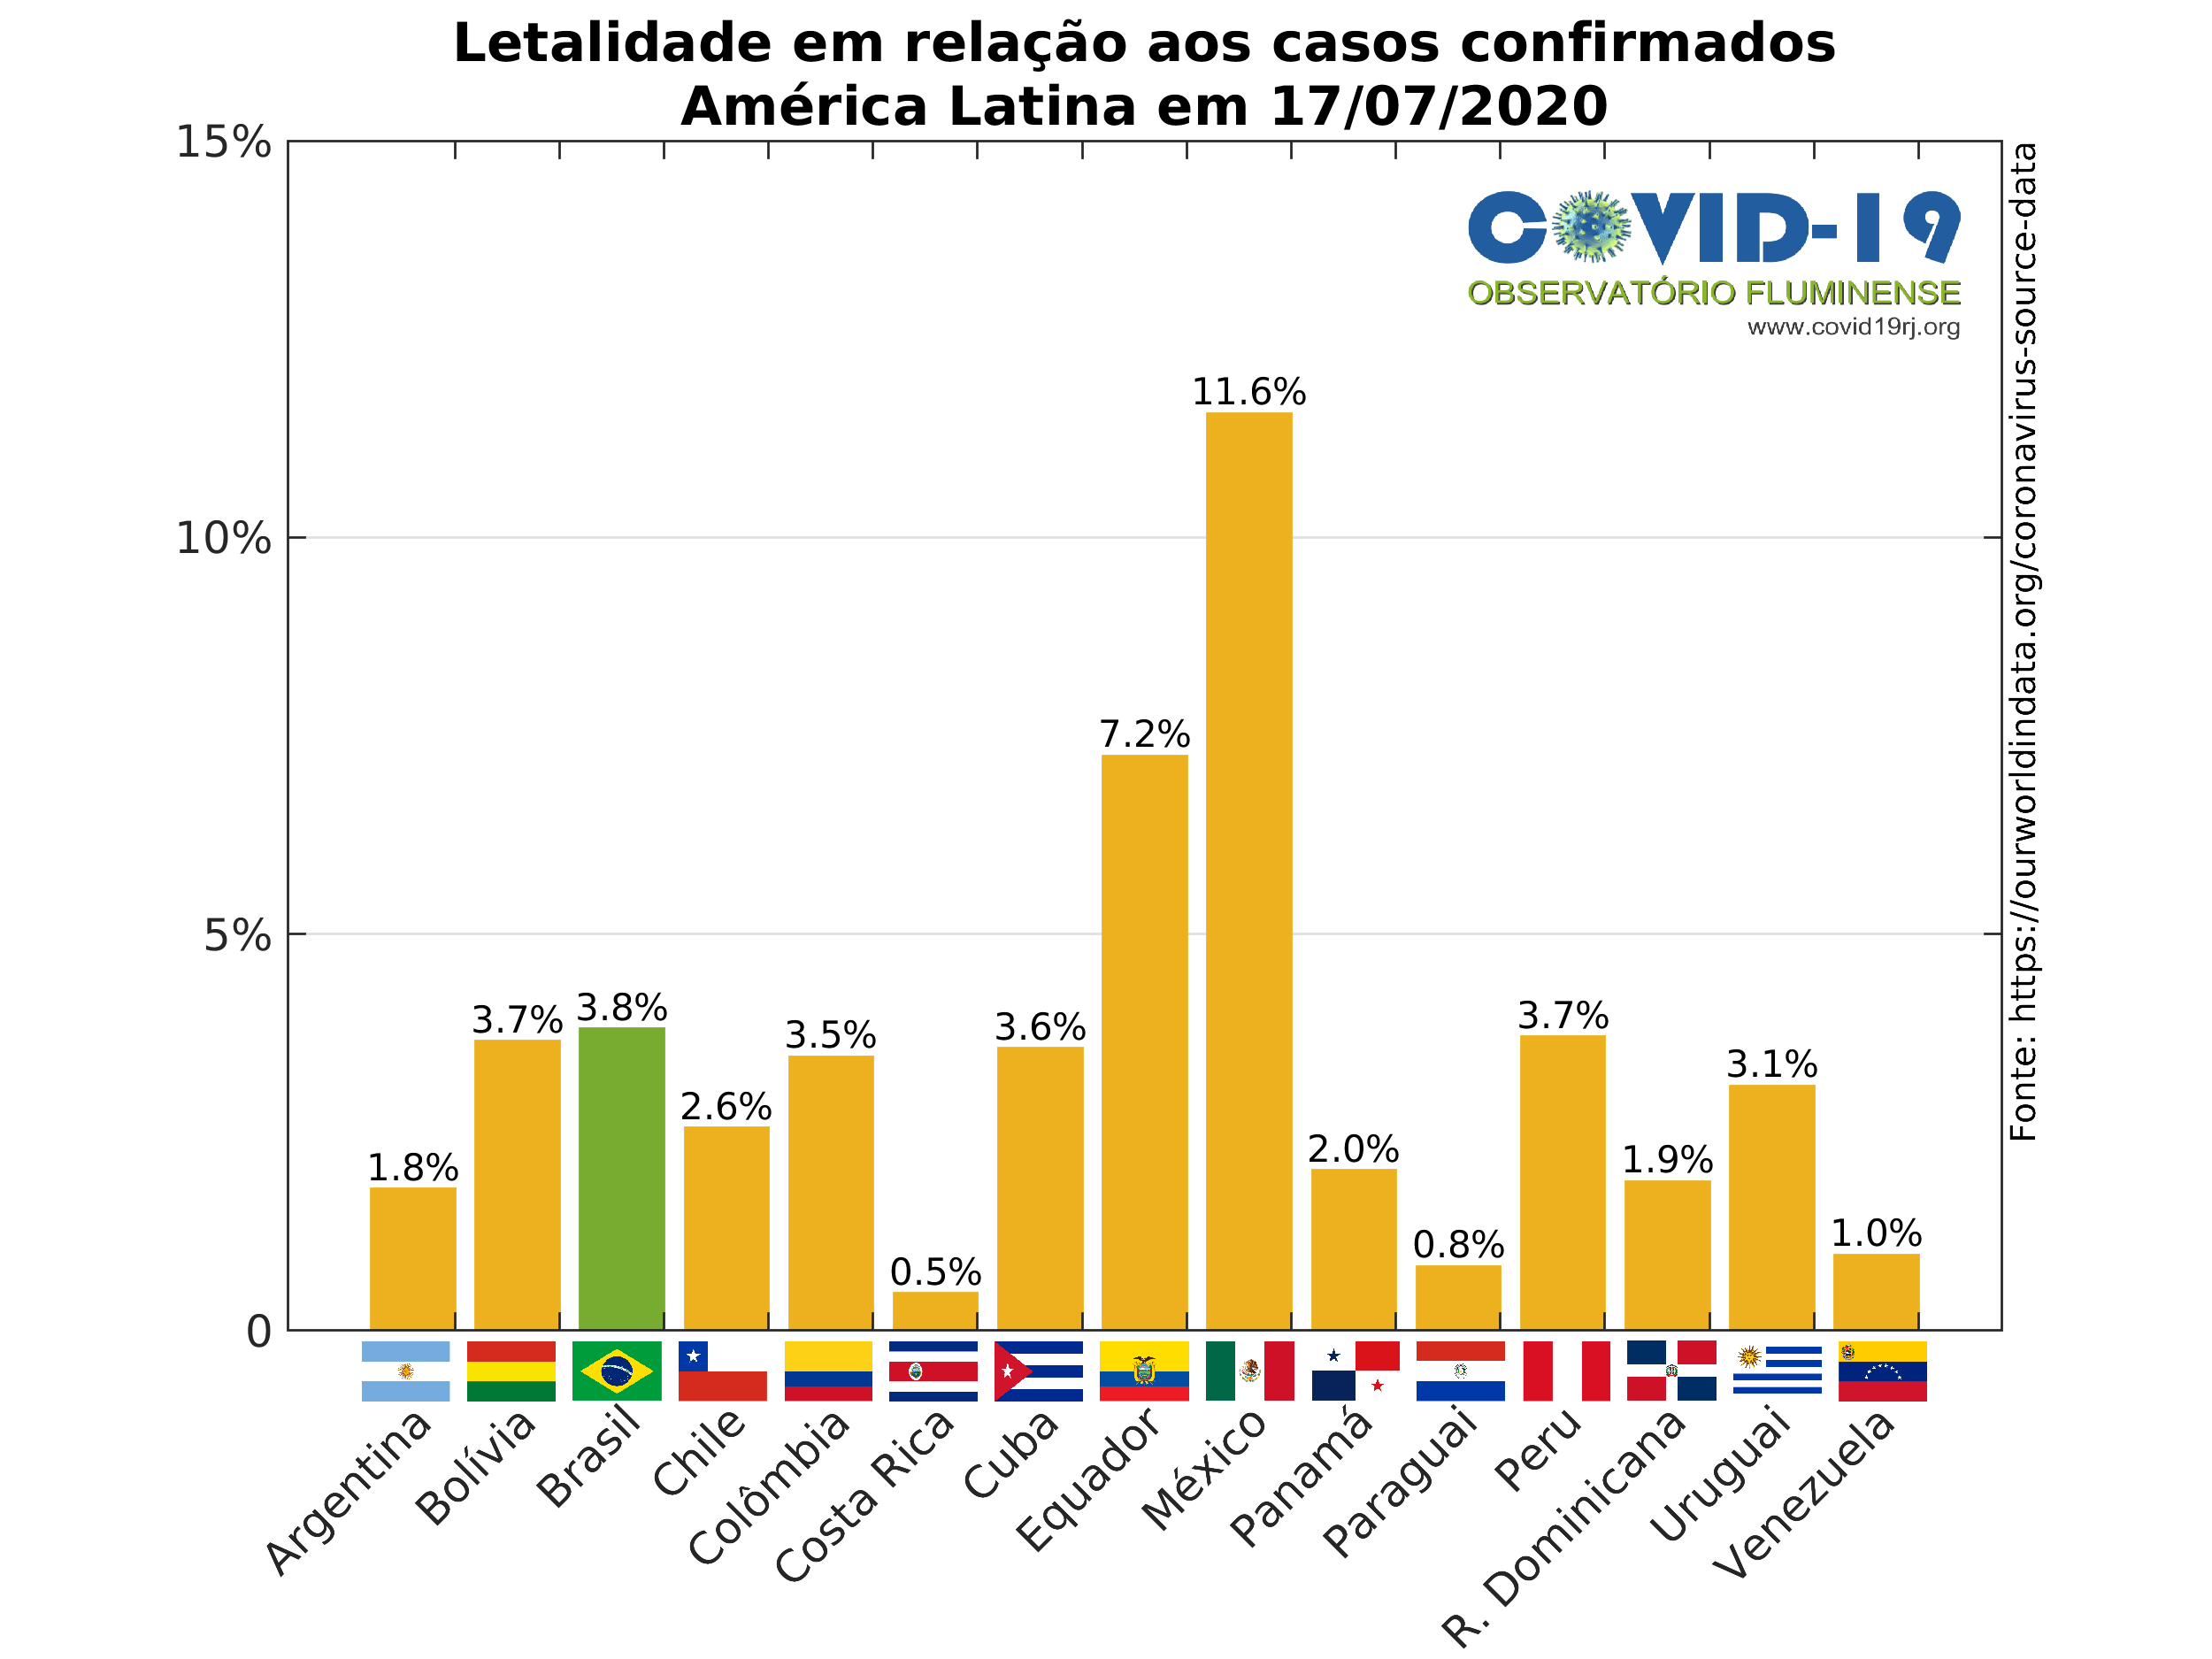 Letalidade em relação aos casos confirmados
América Latina em 17/07/2020
15%
10%
5%
0
COVID-19
OBSERVATÓRIO FLUMINENSE
www.covid19rj.org
Fonte: https://ourworldindata.org/coronavirus-source-data
1.8%
3.7%
3.8%
2.6%
3.5%
0.5%
3.6%
7.2%
11.6%
2.0%
0.8%
3.7%
1.9%
3.1%
1.0%
Argentina
Bolívia
Brasil
Chile
Colômbia
Costa Rica
Cuba
Equador
México
Panamá
Paraguai
Peru
R. Dominicana
Uruguai
Venezuela